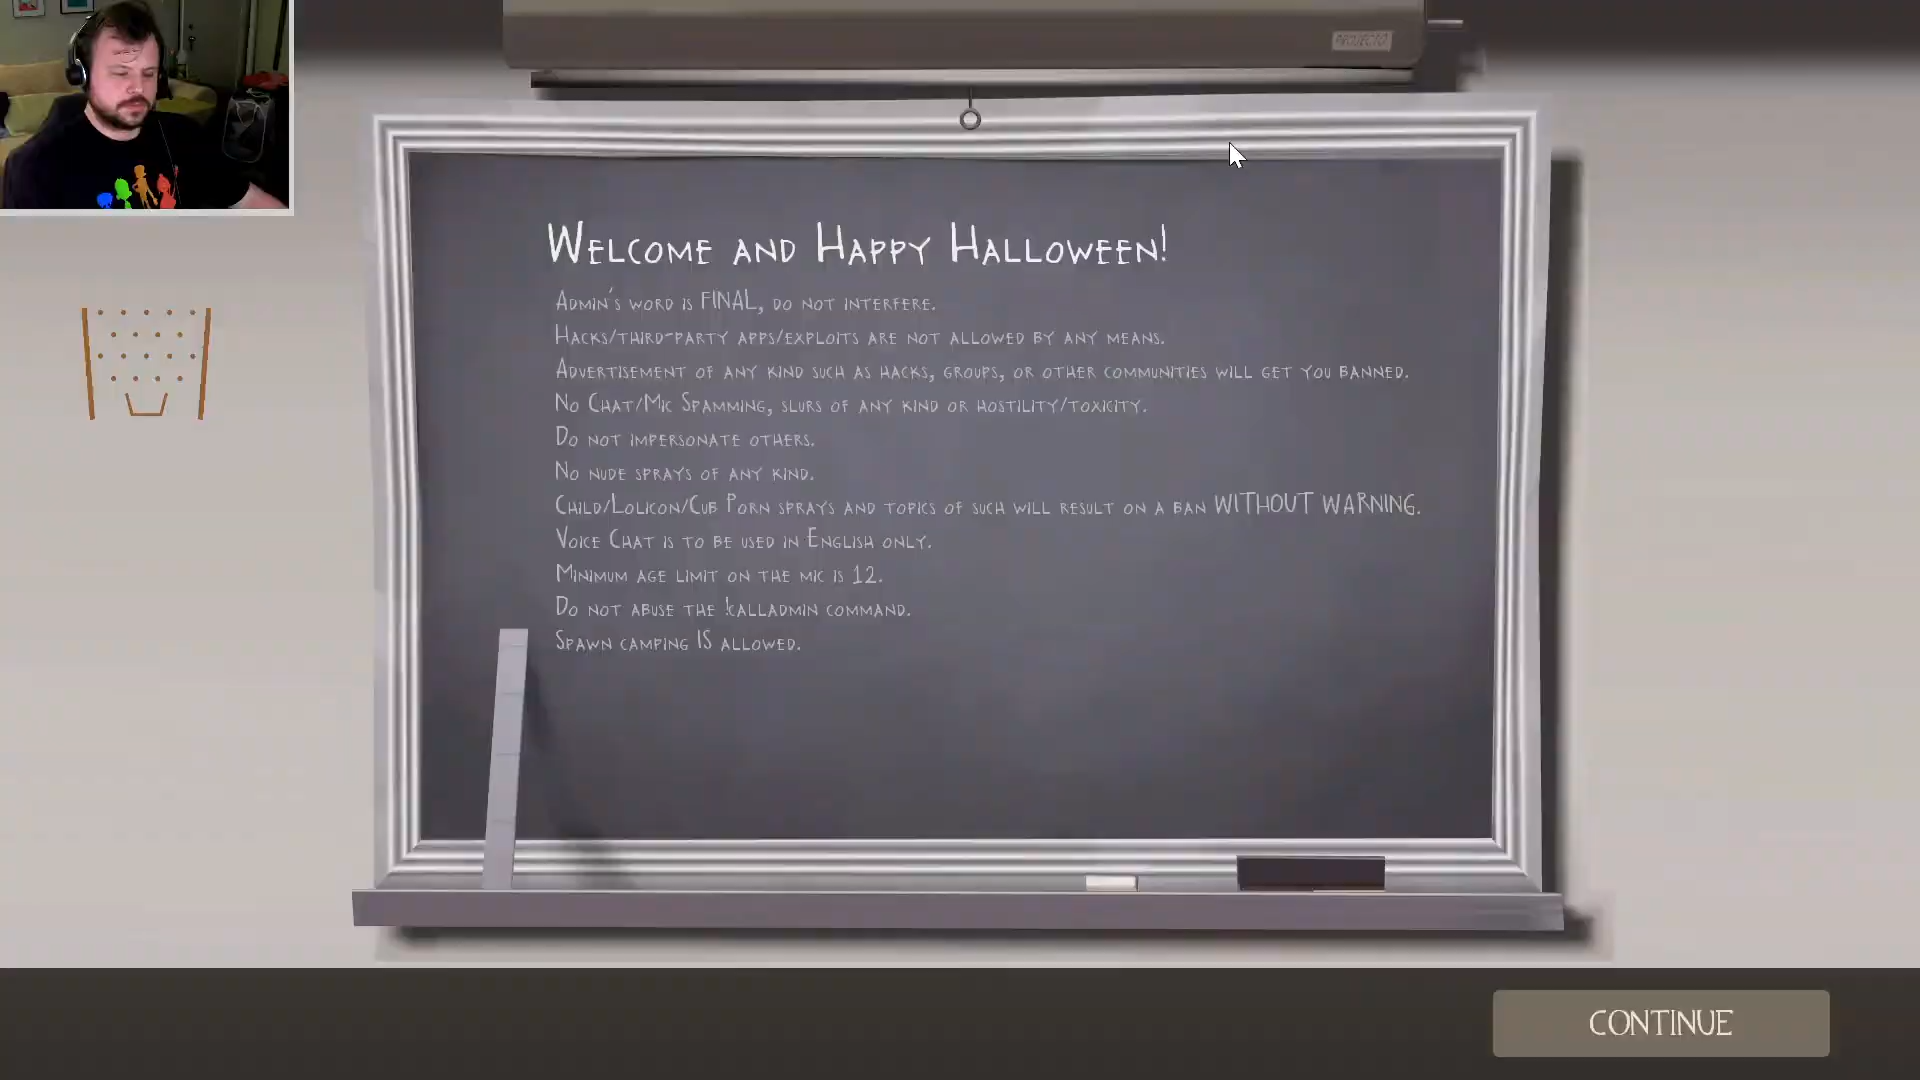 PROJECTO
Welcome and Happy Halloween!
Admin's word is FINAL, do not interfere.
Hacks/third-party apps/exploits are not allowed by any means.
Advertisement of any kind such as hacks, groups, or other communities will get you banned.
No Chat/Mic Spamming, slurs of any kind or hostility/toxicity.
Do not impersonate others.
No nude sprays of any kind.
Child/Lolicon/Cub Porn sprays and topics of such will result on a ban WITHOUT WARNING.
Voice Chat is to be used in English only.
Minimum age limit on the mic is 12.
Do not abuse the !calladmin command.
Spawn camping IS allowed.
CONTINUE